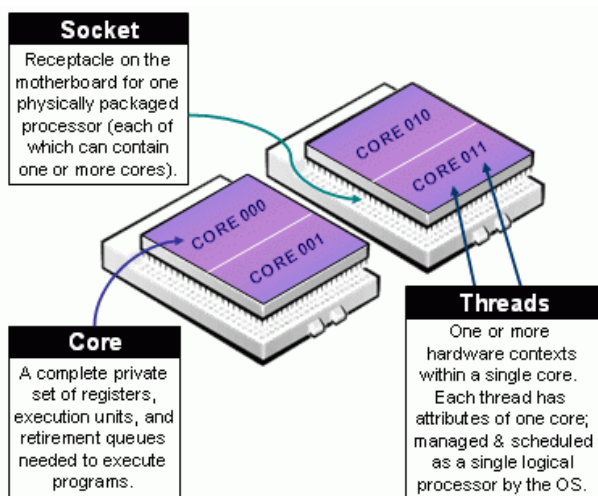 Socket
Receptacle on the
motherboard for one
physically packaged
processor (each of
which can contain
one or more cores).
CORE 010
CORE 011
CORE 000
CORE 001
Core
A complete private
set of registers,
execution units, and
retirement queues
needed to execute
programs.
Threads
One or more
hardware contexts
within a single core.
Each thread has
attributes of one core;
managed & scheduled
as a single logical
processor by the OS.